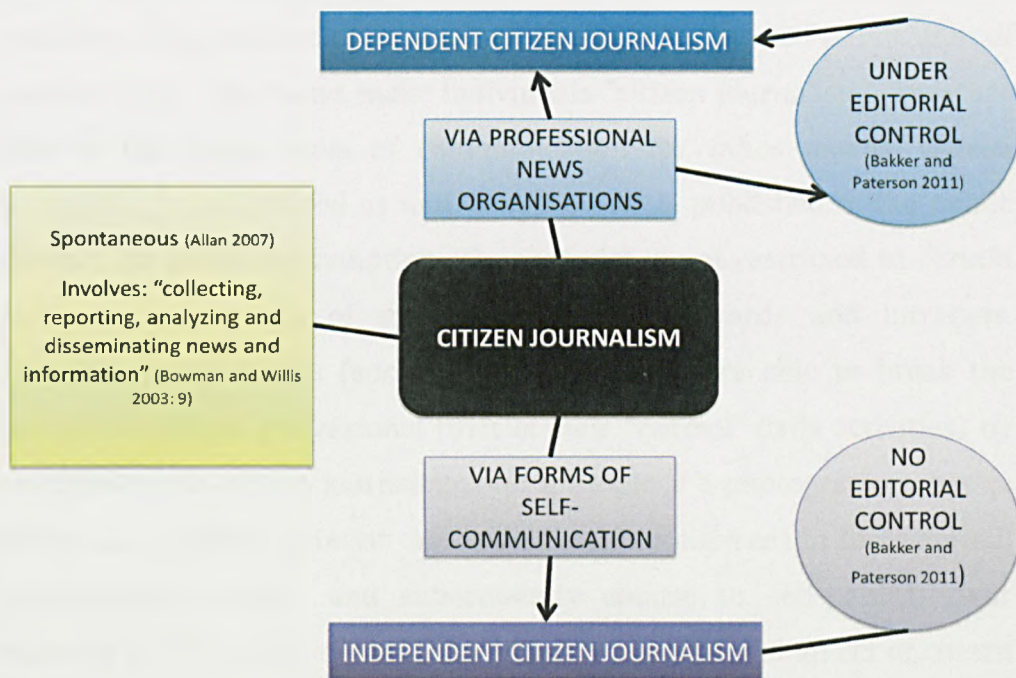 DEPENDENT CITIZEN JOURNALISM
UNDER
EDITORIAL
CONTROL
(Bakker and
Paterson 2011)
VIA PROFESSIONAL
NEWS
ORGANISATIONS
Spontaneous (Allan 2007)
Involves: “collecting,
reporting, analyzing and
disseminating news and
information” (Bowman and Willis
2003: 9)
CITIZEN JOURNALISM
VIA FORMS OF
SELF-
COMMUNICATION
NO
EDITORIAL
CONTROL
(Bakker and
Paterson 2011)
INDEPENDENT CITIZEN JOURNALISM